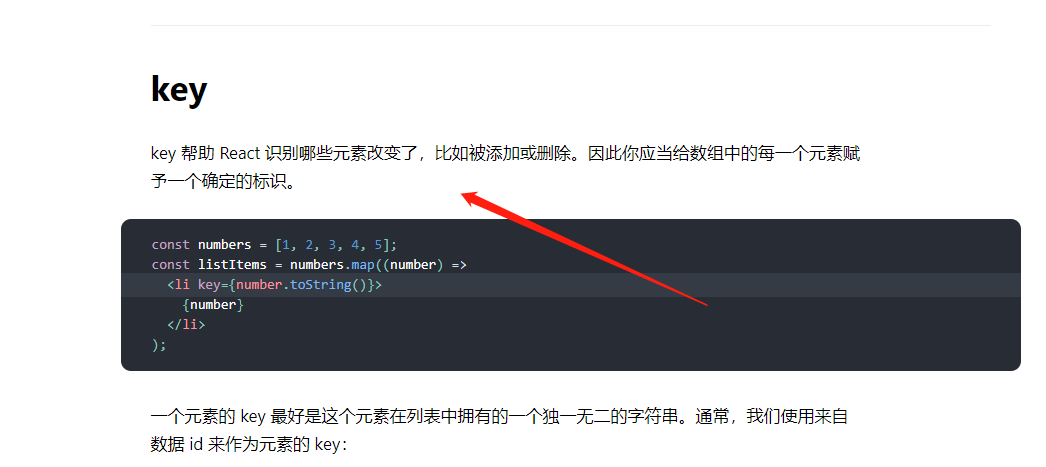 key
key 帮助 React 识别哪些元素改变了，比如被添加或删除。因此你应当给数组中的每一个元素赋
予一个确定的标识。
const numbers = [1, 2, 3, 4, 5];
const listItems = numbers.map((number) =>
  <li key={number.toString()}>
    {number}
  </li>
);
一个元素的 key 最好是这个元素在列表中拥有的一个独一无二的字符串。通常，我们使用来自
数据 id 来作为元素的 key：